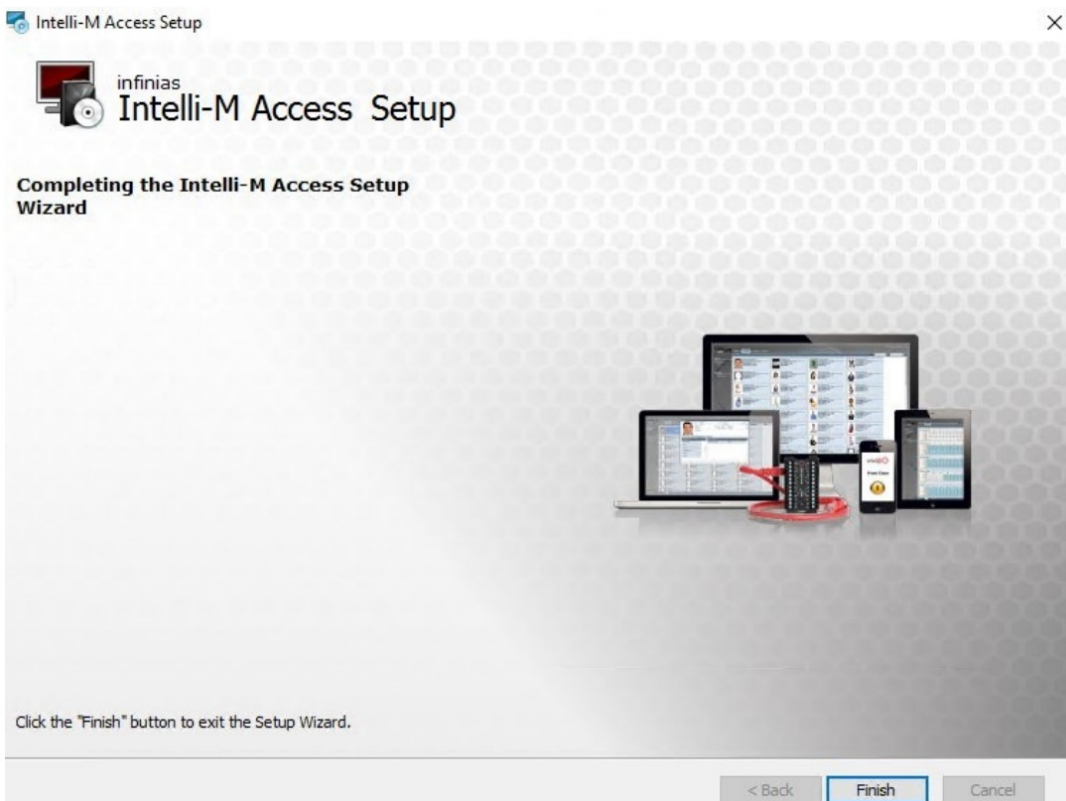 Intelli-M Access Setup
infinias
Intelli-M Access Setup
Completing the Intelli-M Access Setup
Wizard
Click the "Finish" button to exit the Setup Wizard.
< Back
Finish
Cancel